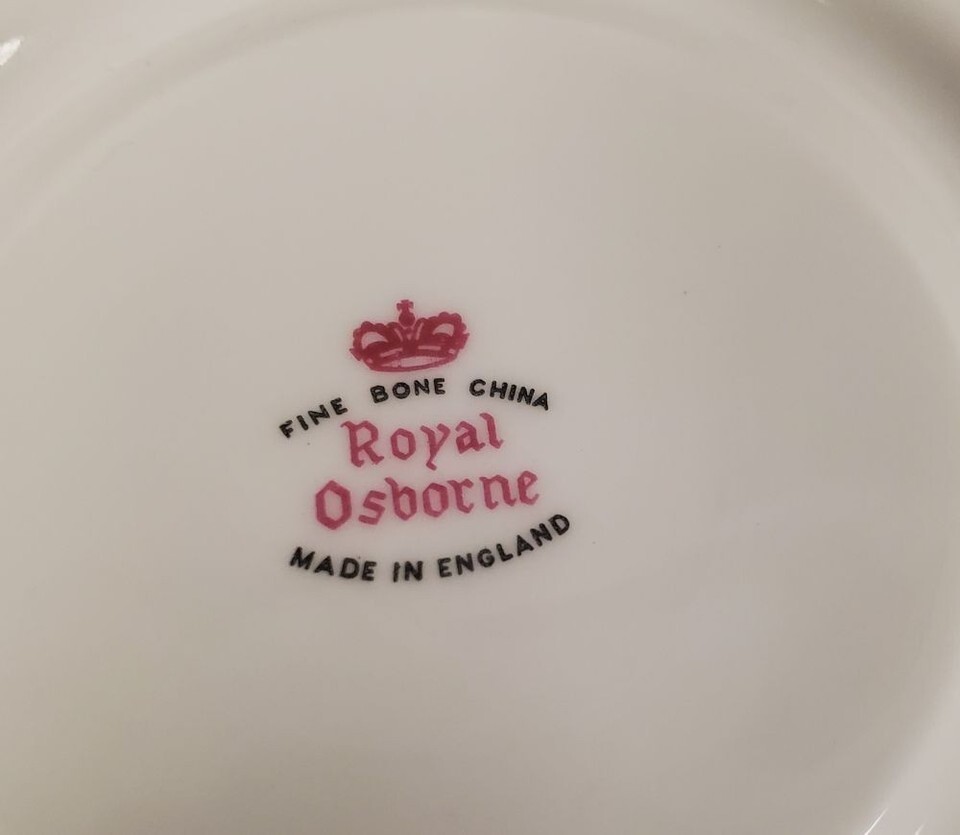 FINE BONE CHINA
Royal
Osborne
MADE IN ENGLAND